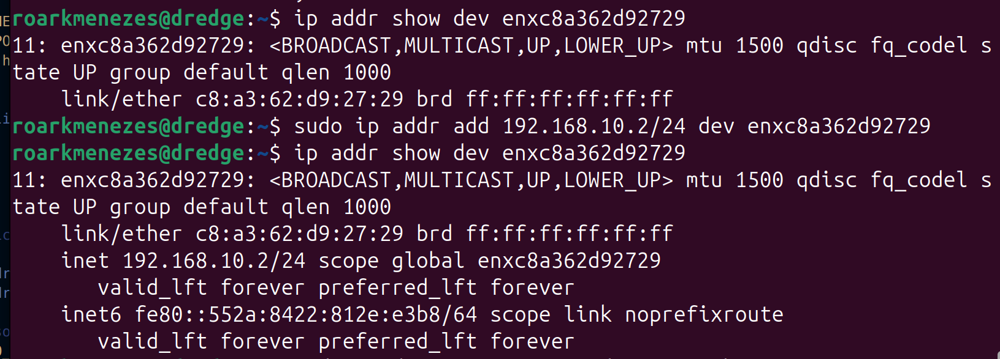 roarkmenezes@dredge:~$ ip addr show dev enxc8a362d92729
11: enxc8a362d92729: <BROADCAST,MULTICAST,UP,LOWER_UP> mtu 1500 qdisc fq_codel s
tate UP group default qlen 1000
    link/ether c8:a3:62:d9:27:29 brd ff:ff:ff:ff:ff:ff
roarkmenezes@dredge:~$ sudo ip addr add 192.168.10.2/24 dev enxc8a362d92729
roarkmenezes@dredge:~$ ip addr show dev enxc8a362d92729
11: enxc8a362d92729: <BROADCAST,MULTICAST,UP,LOWER_UP> mtu 1500 qdisc fq_codel s
tate UP group default qlen 1000
    link/ether c8:a3:62:d9:27:29 brd ff:ff:ff:ff:ff:ff
    inet 192.168.10.2/24 scope global enxc8a362d92729
       valid_lft forever preferred_lft forever
    inet6 fe80::552a:8422:812e:e3b8/64 scope link noprefixroute
       valid_lft forever preferred_lft forever